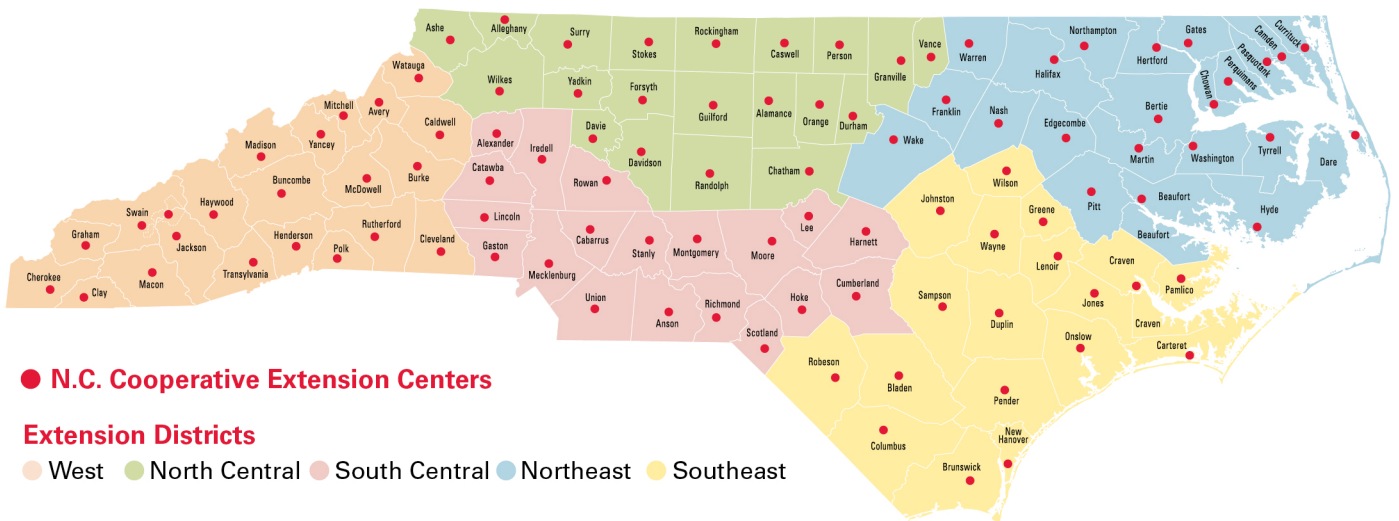 Ashe
Alleghany
Surry
Stokes
Rockingham
Caswell
Person
Granville
Vance
Warren
Northampton
Halifax
Hertford
Gates
Currituck
Camden
Pasquotank
Perquimans
Chowan
Watauga
Wilkes
Yadkin
Forsyth
Guilford
Alamance
Orange
Durham
Franklin
Nash
Edgecombe
Bertie
Mitchell
Avery
Caldwell
Alexander
Iredell
Davie
Davidson
Randolph
Chatham
Wake
Martin
Washington
Tyrrell
Dare
Madison
Yancey
Buncombe
McDowell
Burke
Catawba
Rowan
Wilson
Pitt
Beaufort
Hyde
Beaufort
Swain
Haywood
Graham
Jackson
Henderson
Rutherford
Polk
Cleveland
Lincoln
Gaston
Cabarrus
Stanly
Montgomery
Moore
Lee
Harnett
Johnston
Wayne
Greene
Lenoir
Craven
Pamlico
Cherokee
Clay
Macon
Transylvania
Mecklenburg
Union
Anson
Richmond
Scotland
Hoke
Cumberland
Sampson
Duplin
Jones
Craven
Carteret
Onslow
Robeson
Bladen
Pender
Columbus
New
Hanover
Brunswick
N.C. Cooperative Extension Centers
Extension Districts
West North Central South Central Northeast Southeast